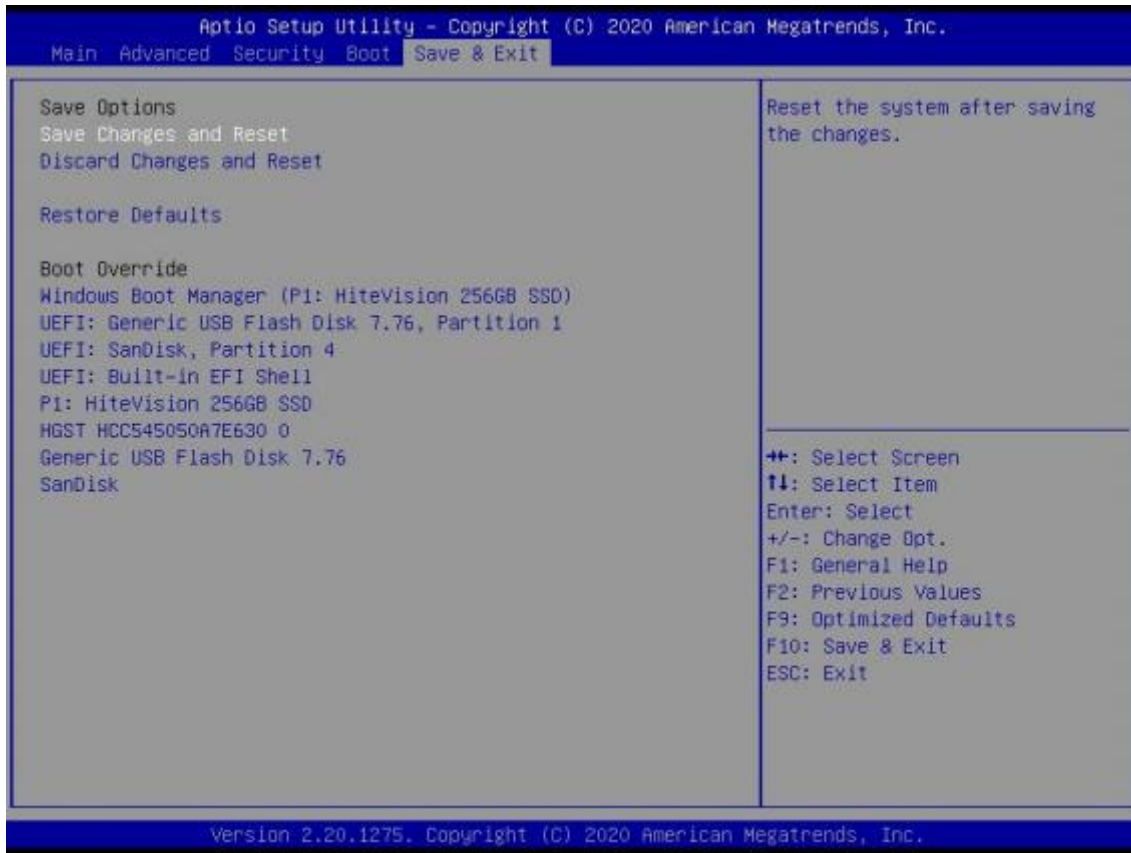 Aptio Setup Utility – Copyright (C) 2020 American Megatrends, Inc.
Main Advanced Security Boot Save & Exit
Save Options
Save Changes and Reset
Discard Changes and Reset
Restore Defaults
Boot Override
Windows Boot Manager (P1: HiteVision 256GB SSD)
UEFI: Generic USB Flash Disk 7.76, Partition 1
UEFI: SanDisk, Partition 4
UEFI: Built-in EFI Shell
P1: HiteVision 256GB SSD
HGST HCC545050A7E630 0
Generic USB Flash Disk 7.76
SanDisk
Reset the system after saving
the changes.
→←: Select Screen
↑↓: Select Item
Enter: Select
+/-: Change Opt.
F1: General Help
F2: Previous Values
F9: Optimized Defaults
F10: Save & Exit
ESC: Exit
Version 2.20.1275. Copyright (C) 2020 American Megatrends, Inc.